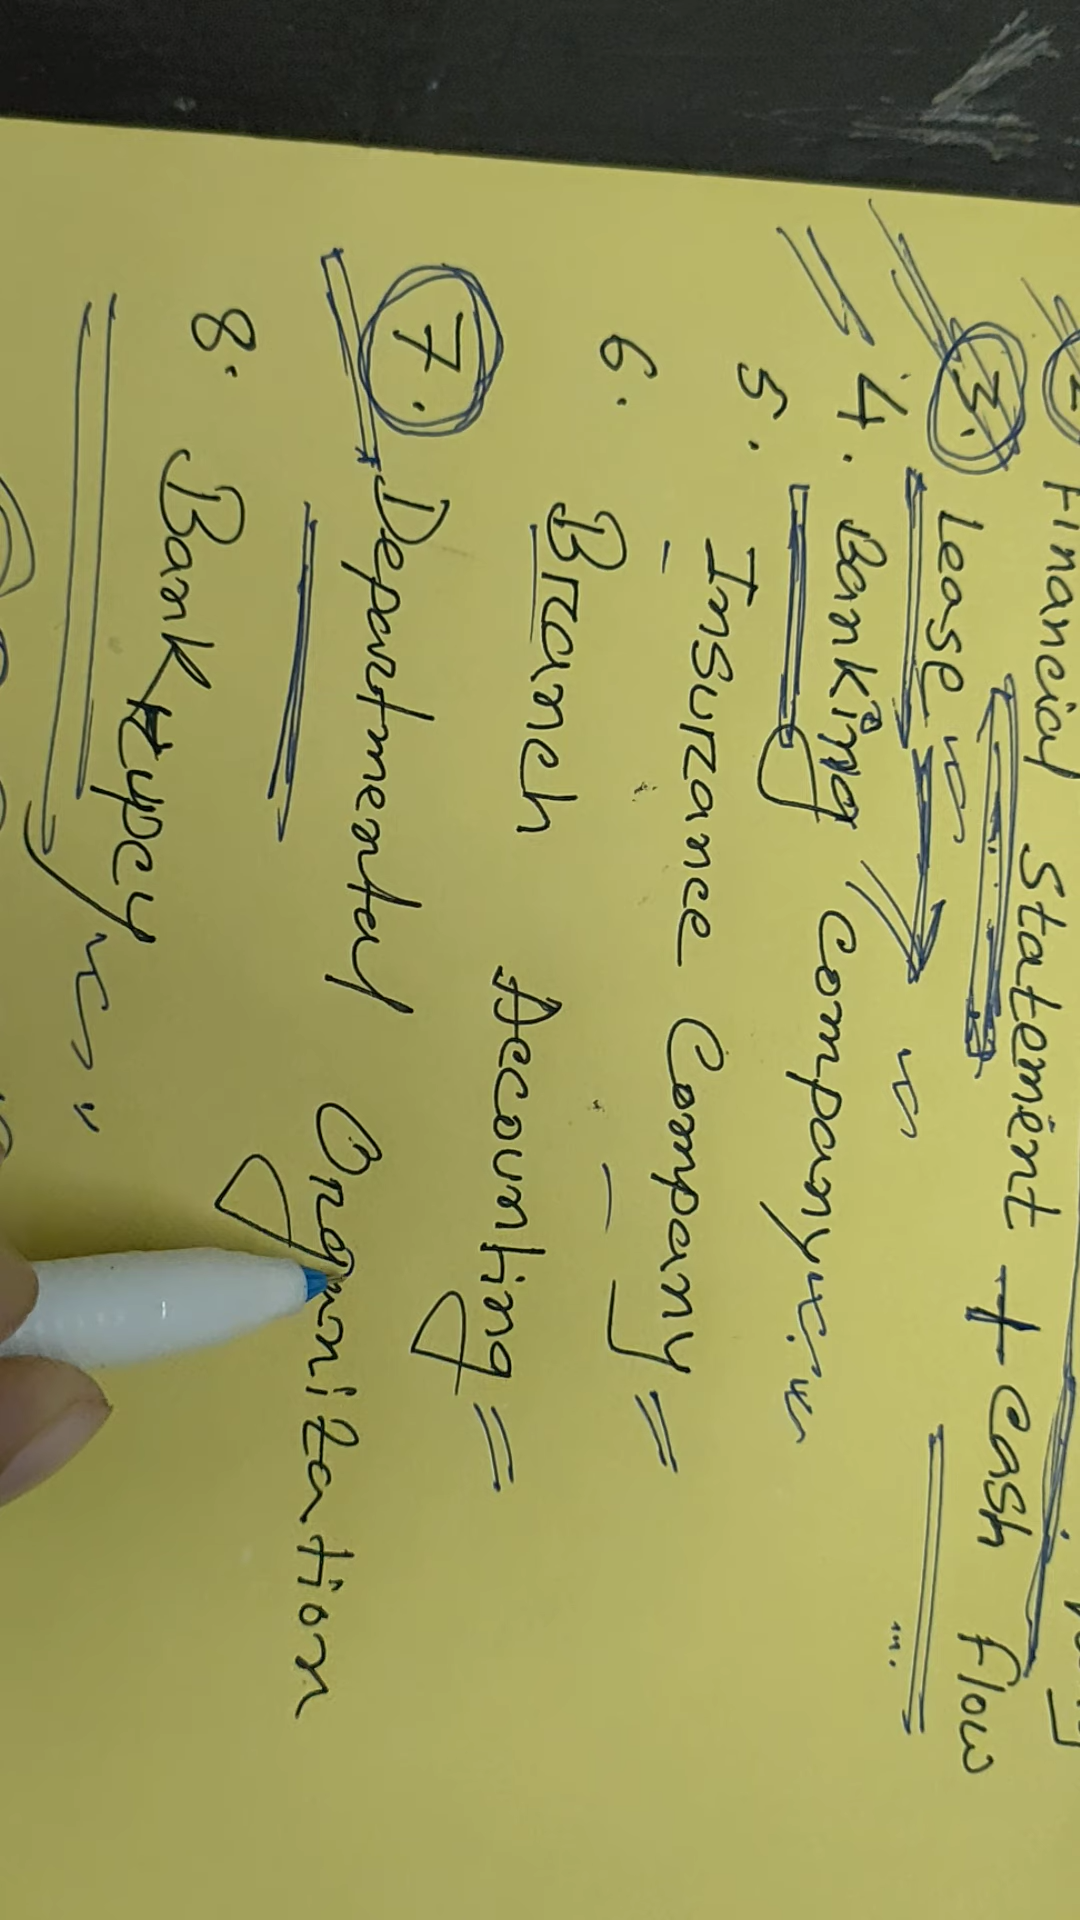 Financial Statement + Cash flow
3. Lease
4. Banking Company
5. Insurance Company
6. Branch Accounting
7. Departmental Organization
8. Bankrupcy